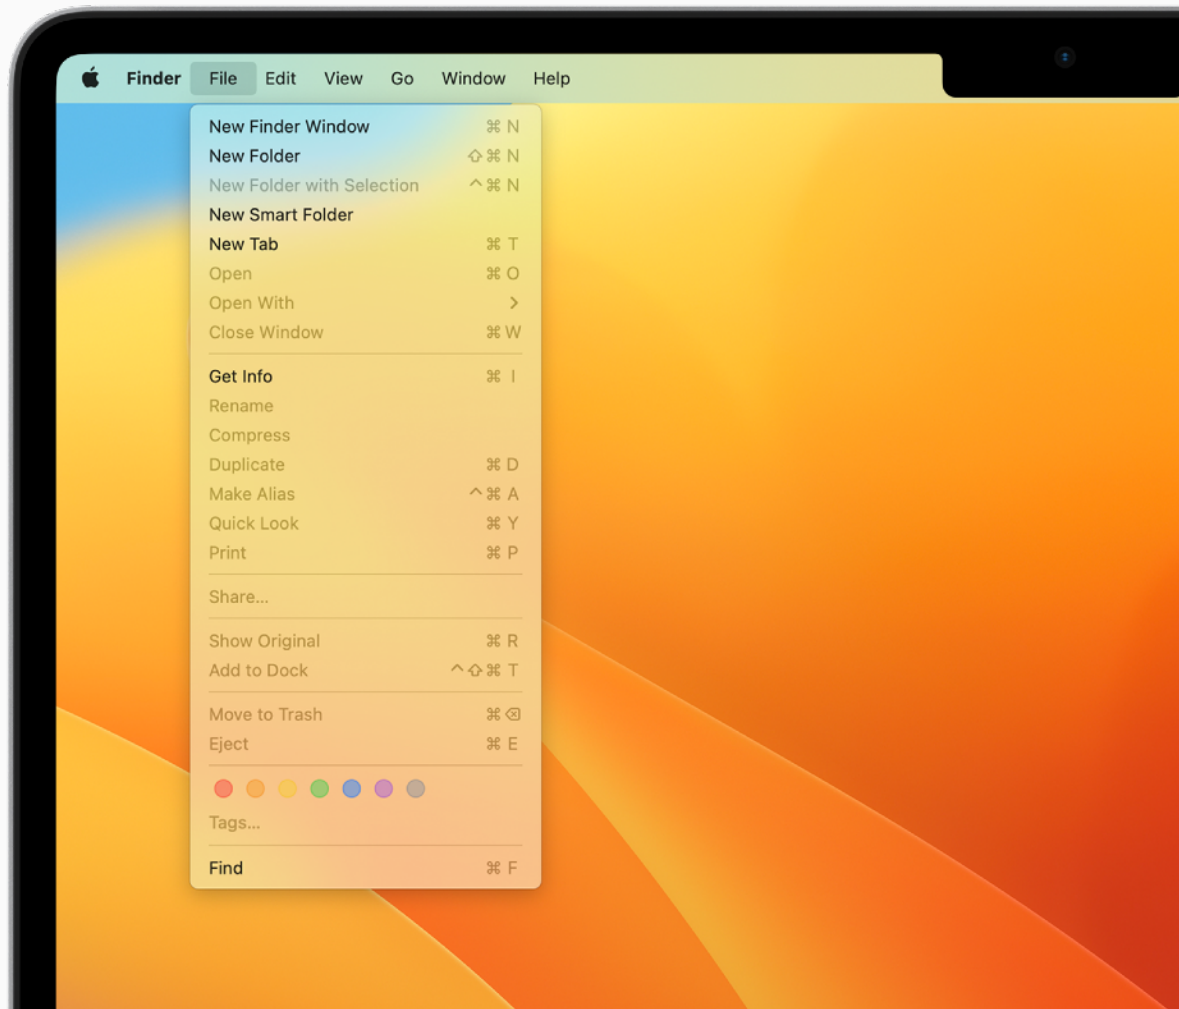 Finder File Edit View Go Window Help
New Finder Window ⌘ N
New Folder ⇧⌘ N
New Folder with Selection ^⌘ N
New Smart Folder
New Tab ⌘ T
Open ⌘ O
Open With >
Close Window ⌘ W
Get Info ⌘ I
Rename
Compress
Duplicate ⌘ D
Make Alias ^⌘ A
Quick Look ⌘ Y
Print ⌘ P
Share...
Show Original ⌘ R
Add to Dock ^⇧⌘ T
Move to Trash ⌘⌫
Eject ⌘ E
Tags...
Find ⌘ F